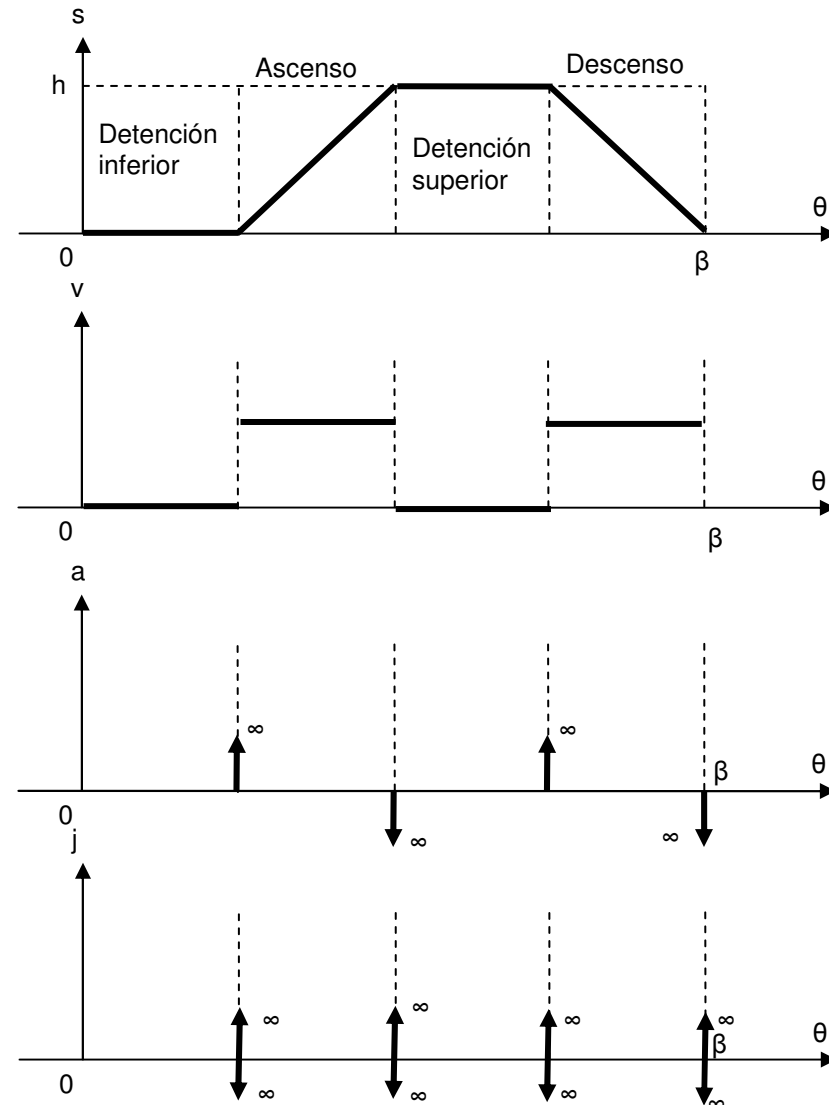 s
h
Ascenso
Descenso
Detención
inferior
Detención
superior
θ
0
β
v
θ
0
β
a
∞
∞
β
θ
0
∞
∞
j
∞
∞
∞
∞
θ
β
0
∞
∞
∞
∞